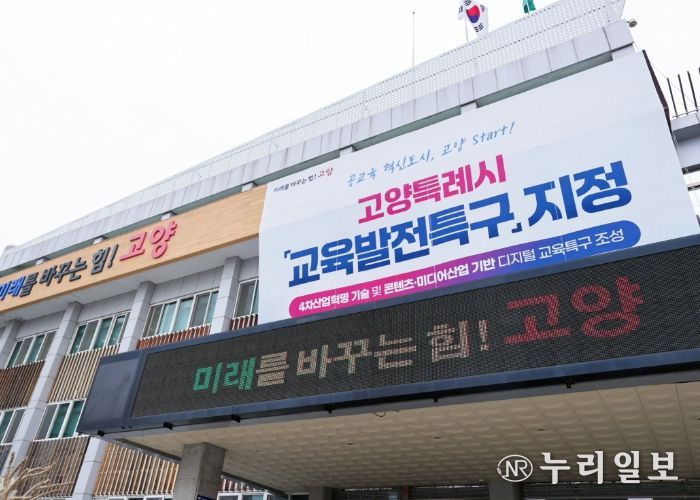 미래를 바꾸는 힘! 고양
미래를 바꾸는 힘! 고양
공교육 혁신도시, 고양 Start!
고양특례시
「교육발전특구」 지정
4차산업혁명 기술 및 콘텐츠·미디어산업 기반 디지털 교육특구 조성
미래를 바꾸는 힘! 고양
NR 누리일보